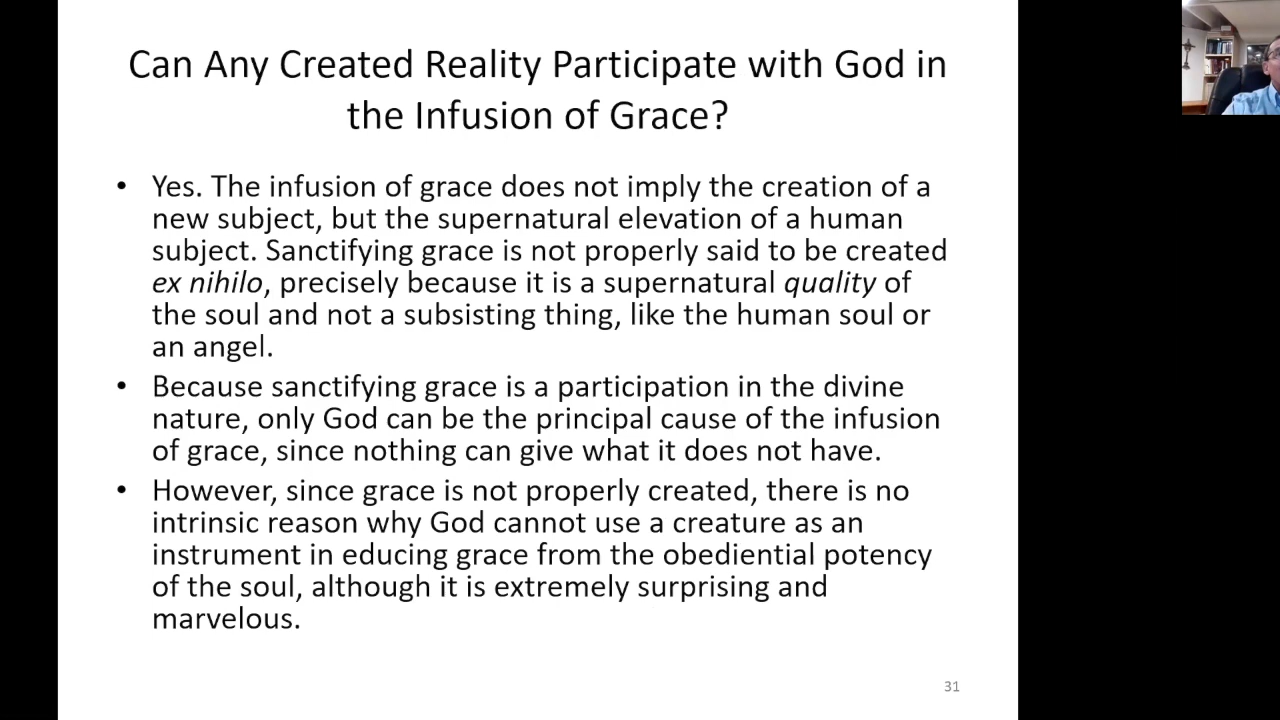 Can Any Created Reality Participate with God in
the Infusion of Grace?
• Yes. The infusion of grace does not imply the creation of a
new subject, but the supernatural elevation of a human
subject. Sanctifying grace is not properly said to be created
ex nihilo, precisely because it is a supernatural quality of
the soul and not a subsisting thing, like the human soul or
an angel.
• Because sanctifying grace is a participation in the divine
nature, only God can be the principal cause of the infusion
of grace, since nothing can give what it does not have.
• However, since grace is not properly created, there is no
intrinsic reason why God cannot use a creature as an
instrument in educing grace from the obediential potency
of the soul, although it is extremely surprising and
marvelous.
31